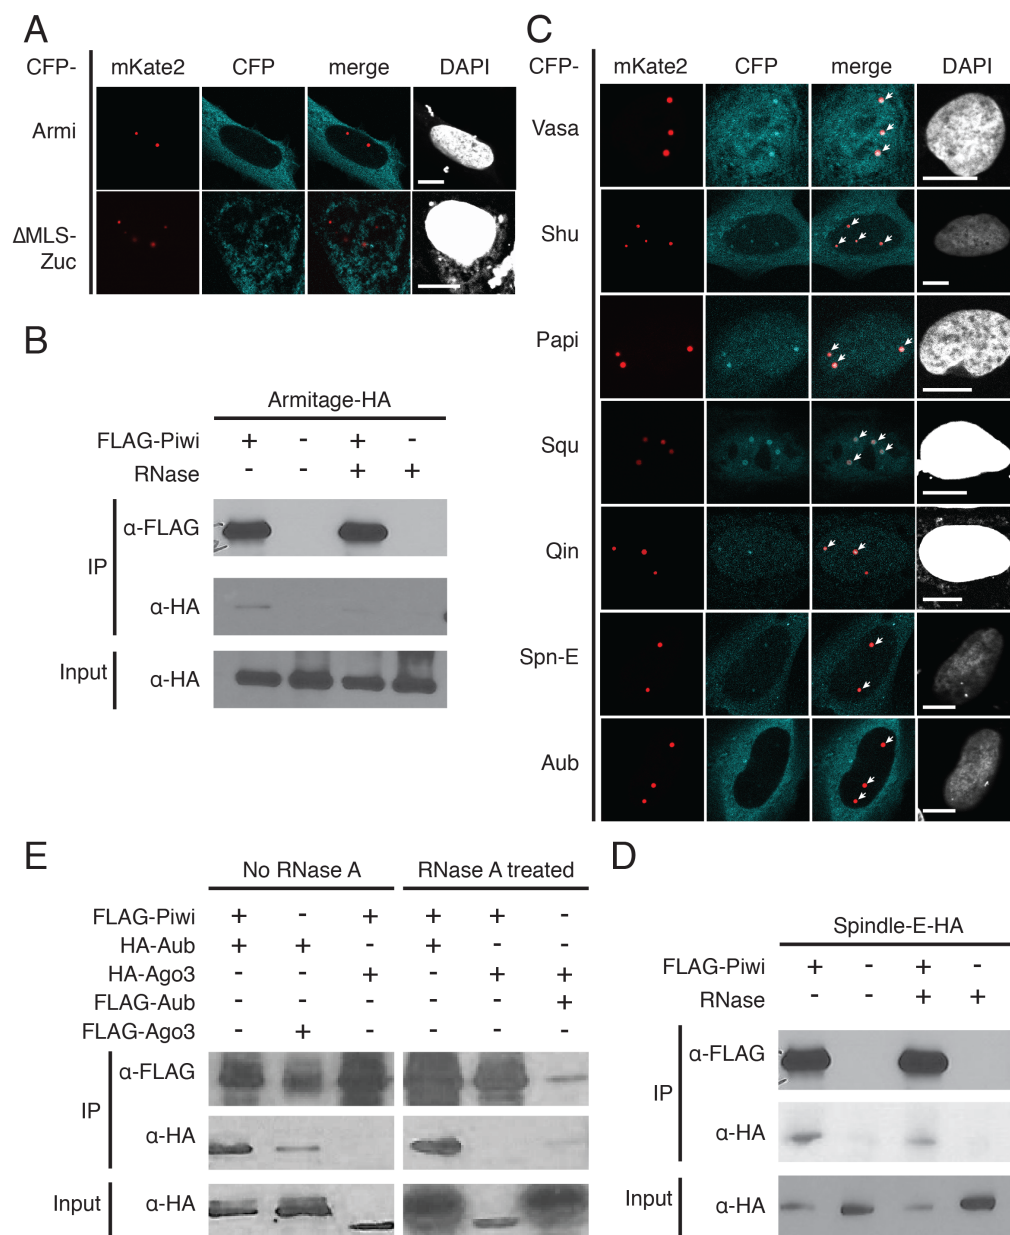 A
CFP-
mKate2 CFP merge DAPI
Armi
ΔMLS-
Zuc
B
Armitage-HA
FLAG-Piwi + - + -
RNase - - + +
IP
α-FLAG
α-HA
Input α-HA
C
CFP-
mKate2 CFP merge DAPI
Vasa
Shu
Papi
Squ
Qin
Spn-E
Aub
E
No RNase A RNase A treated
FLAG-Piwi + - + + + -
HA-Aub + + - + - -
HA-Ago3 - - + - + +
FLAG-Aub - - - - - +
FLAG-Ago3 - + - - - -
IP
α-FLAG
α-HA
Input α-HA
D
Spindle-E-HA
FLAG-Piwi + - + -
RNase - - + +
IP
α-FLAG
α-HA
Input α-HA